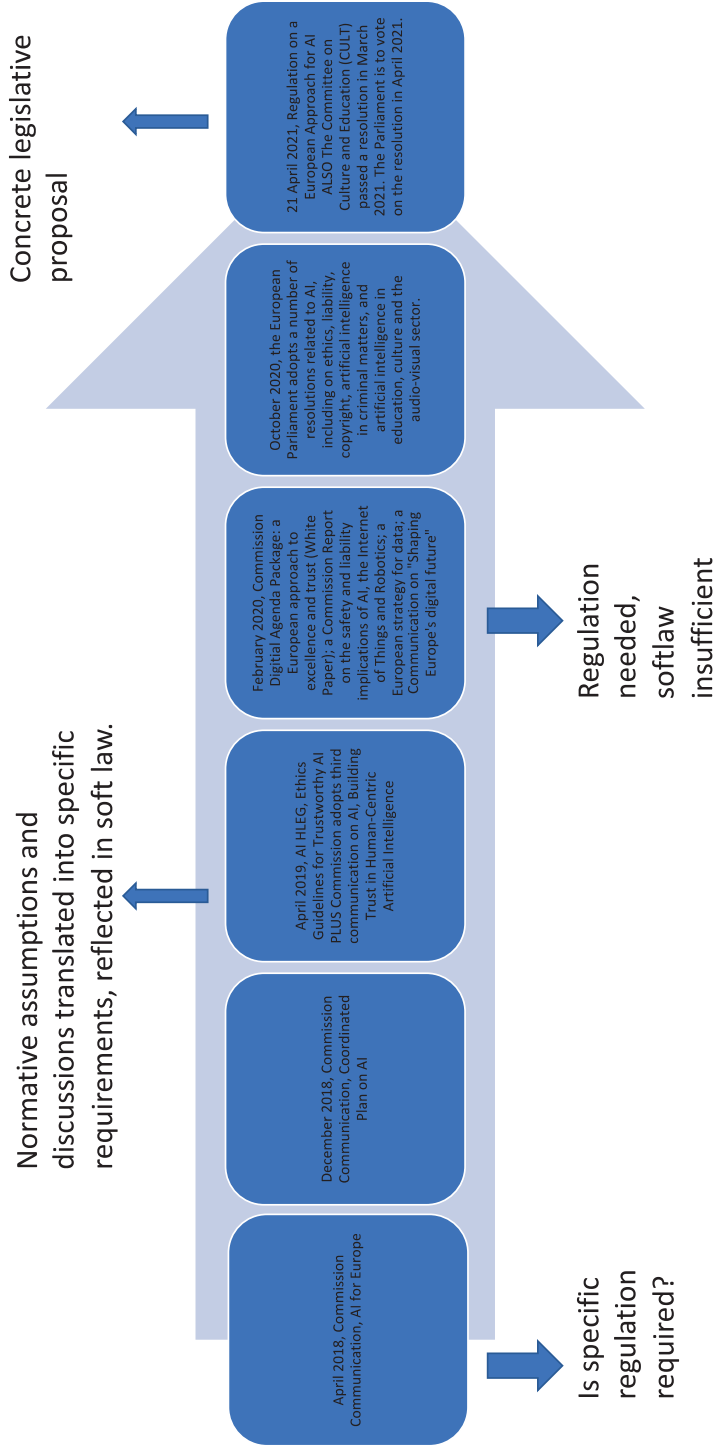 Normative assumptions and
discussions translated into specific
requirements, reflected in soft law.
Concrete legislative
proposal
April 2018, Commission
Communication, AI for Europe
December 2018, Commission
Communication, Coordinated
Plan on AI
April 2019, AI HLEG, Ethics
Guidelines for Trustworthy AI
PLUS Commission adopts third
communication on AI, Building
Trust in Human-Centric
Artificial Intelligence
February 2020, Commission
Digitial Agenda Package: a
European approach to
excellence and trust (White
Paper); a Commission Report
on the safety and liability
implications of AI, the Internet
of Things and Robotics; a
European strategy for data; a
Communication on "Shaping
Europe's digital future"
October 2020, the European
Parliament adopts a number of
resolutions related to AI,
including on ethics, liability,
copyright, artificial intelligence
in criminal matters, and
artificial intelligence in
education, culture and the
audio-visual sector.
21 April 2021, Regulation on a
European Approach for AI
ALSO The Committee on
Culture and Education (CULT)
passed a resolution in March
2021. The Parliament is to vote
on the resolution in April 2021.
Is specific
regulation
required?
Regulation
needed,
softlaw
insufficient